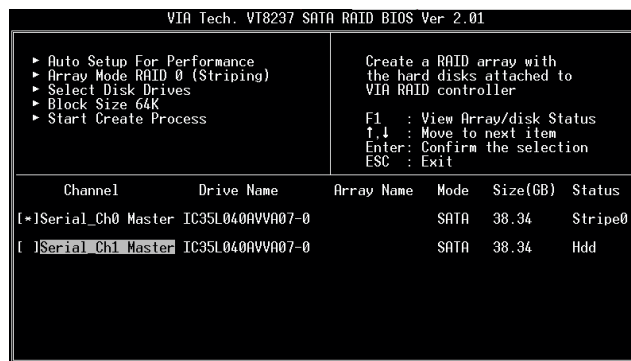 VIA Tech. VT8237 SATA RAID BIOS Ver 2.01
► Auto Setup For Performance
► Array Mode RAID 0 (Striping)
► Select Disk Drives
► Block Size 64K
► Start Create Process
Create a RAID array with
the hard disks attached to
VIA RAID controller
F1 : View Array/disk Status
↑,↓ : Move to next item
Enter: Confirm the selection
ESC : Exit
Channel Drive Name Array Name Mode Size(GB) Status
[*]Serial_Ch0 Master IC35L040AVVA07-0 SATA 38.34 Stripe0
[ ]Serial_Ch1 Master IC35L040AVVA07-0 SATA 38.34 Hdd